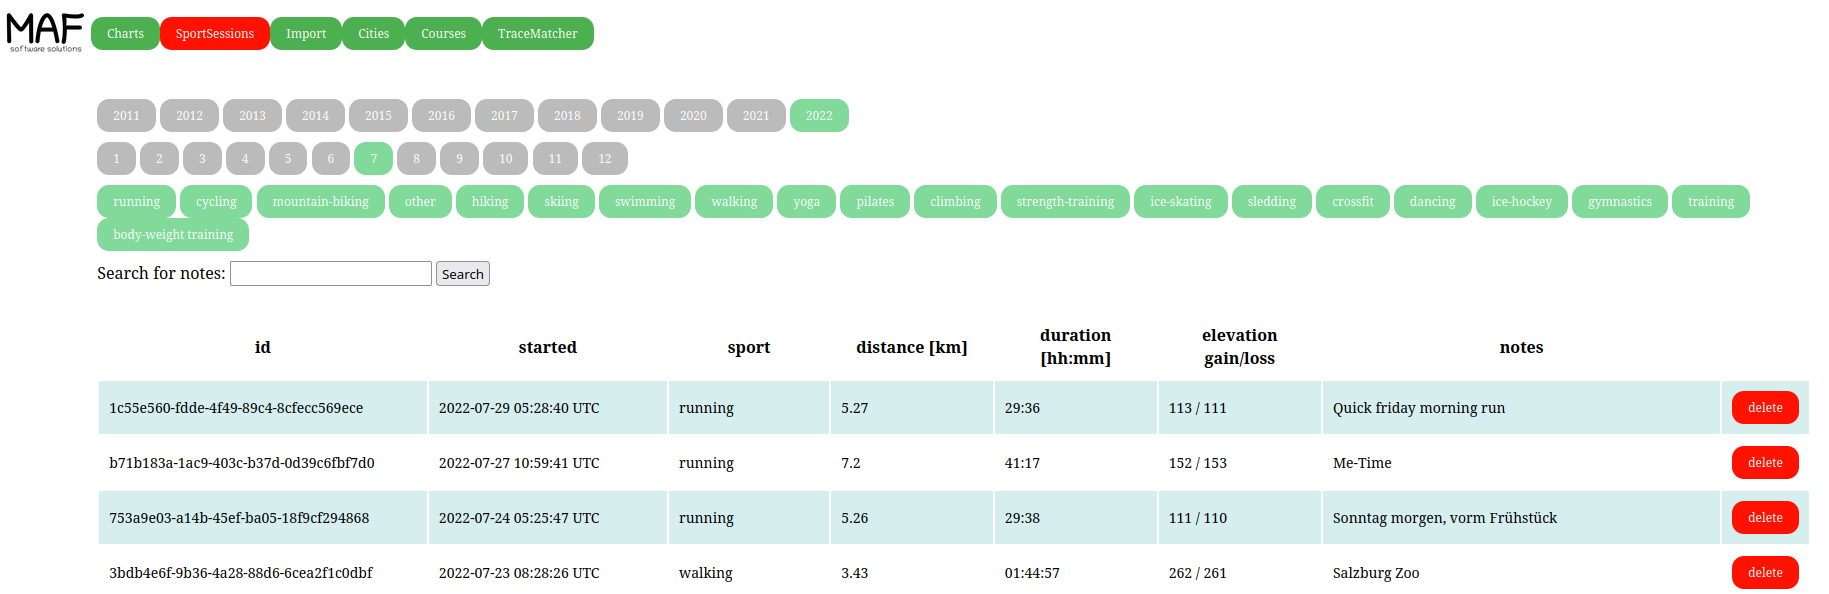 MAF
software solutions
Charts SportSessions Import Cities Courses TraceMatcher
2011 2012 2013 2014 2015 2016 2017 2018 2019 2020 2021 2022
1 2 3 4 5 6 7 8 9 10 11 12
running cycling mountain-biking other hiking skiing swimming walking yoga pilates climbing strength-training ice-skating sledding crossfit dancing ice-hockey gymnastics training
body-weight training
Search for notes: Search
id started sport distance [km] duration [hh:mm] elevation gain/loss notes
1c55e560-fdde-4f49-89c4-8cfecc569ece 2022-07-29 05:28:40 UTC running 5.27 29:36 113 / 111 Quick friday morning run delete
b71b183a-1ac9-403c-b37d-0d39c6fbf7d0 2022-07-27 10:59:41 UTC running 7.2 41:17 152 / 153 Me-Time delete
753a9e03-a14b-45ef-ba05-18f9cf294868 2022-07-24 05:25:47 UTC running 5.26 29:38 111 / 110 Sonntag morgen, vorm Frühstück delete
3bdb4e6f-9b36-4a28-88d6-6cea2f1c0dbf 2022-07-23 08:28:26 UTC walking 3.43 01:44:57 262 / 261 Salzburg Zoo delete